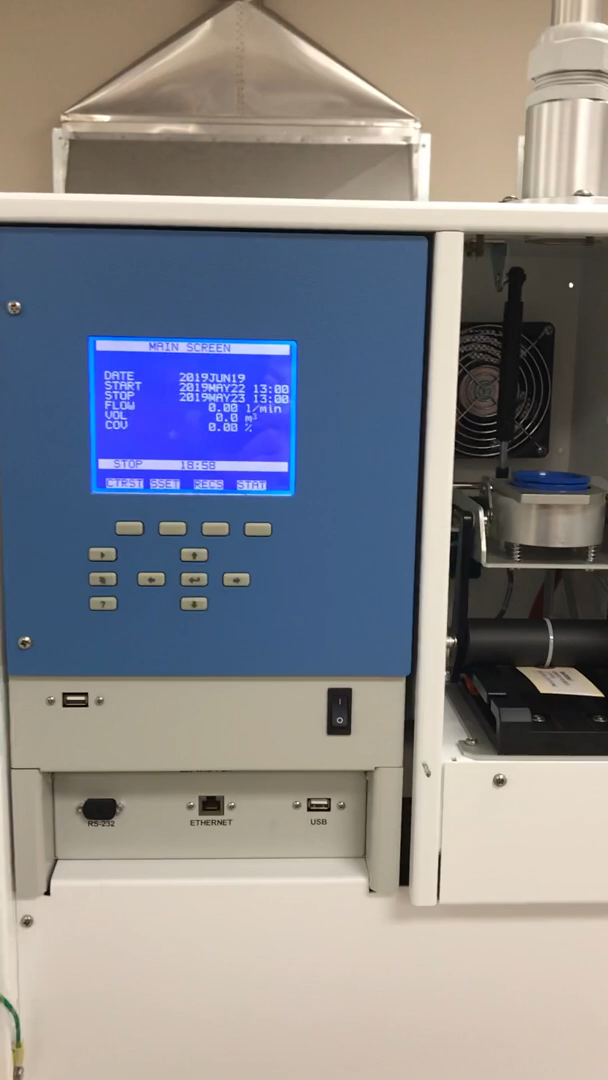 MAIN SCREEN
DATE 2019JUN19
START 2019MAY22 13:00
STOP 2019MAY23 13:00
FLOW 0.00 l/min
VOL 0.0 m³
COV 0.00 %
STOP 18:58
CTRST SSET RECS STAT
?
RS-232 ETHERNET USB